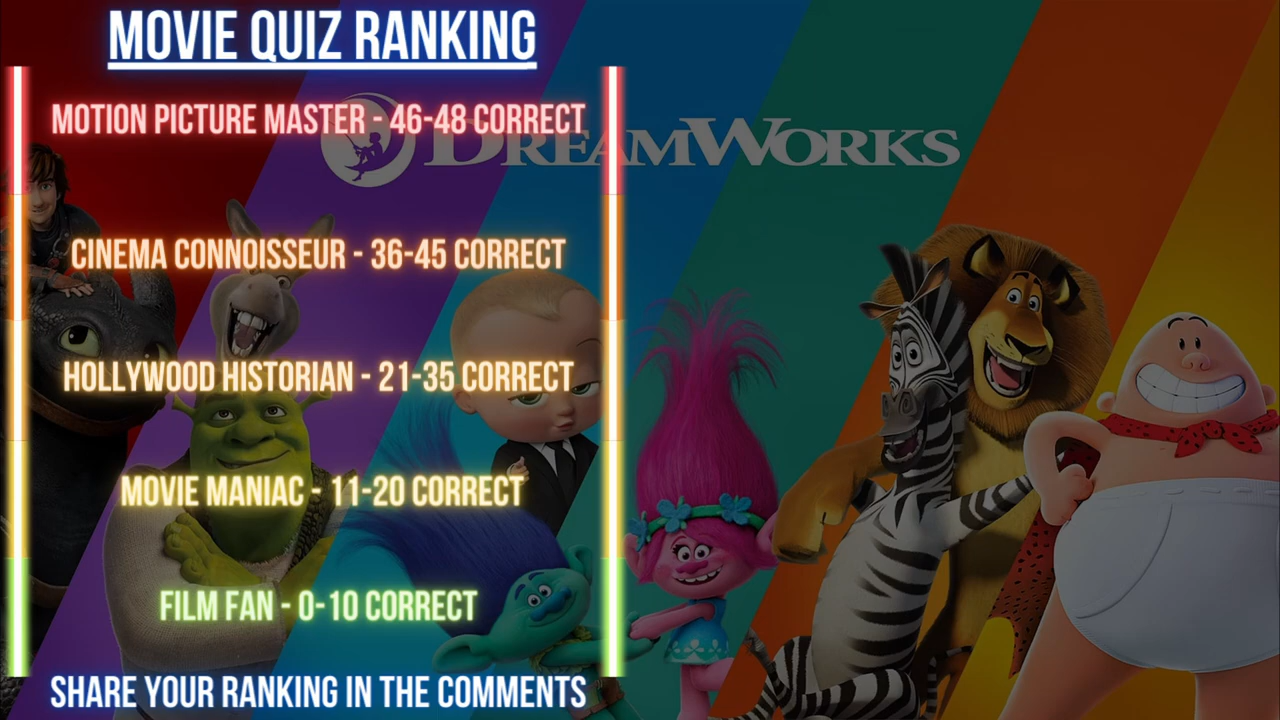 MOVIE QUIZ RANKING
MOTION PICTURE MASTER - 46-48 CORRECT
DREAMWORKS
CINEMA CONNOISSEUR - 36-45 CORRECT
HOLLYWOOD HISTORIAN - 21-35 CORRECT
MOVIE MANIAC - 11-20 CORRECT
FILM FAN - 0-10 CORRECT
SHARE YOUR RANKING IN THE COMMENTS